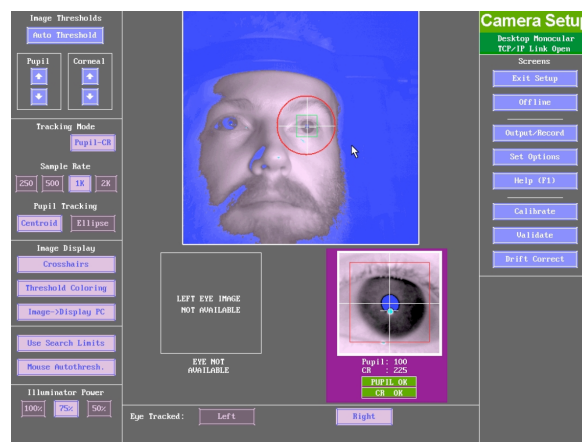 Image Thresholds
Auto Threshold
Pupil
Corneal
Tracking Mode
Pupil-CR
Sample Rate
250
500
1K
2K
Pupil Tracking
Centroid
Ellipse
Image Display
Crosshairs
Threshold Coloring
Image->Display PC
Use Search Limits
Mouse Autothresh.
Illuminator Power
100%
75%
50%
LEFT EYE IMAGE
NOT AVAILABLE
EYE NOT
AVAILABLE
Pupil: 100
CR : 225
PUPIL OK
CR OK
Eye Tracked:
Left
Right
Camera Setu
Desktop Monocular
TCP/IP Link Open
Screens
Exit Setup
Offline
Output/Record
Set Options
Help (F1)
Calibrate
Validate
Drift Correct